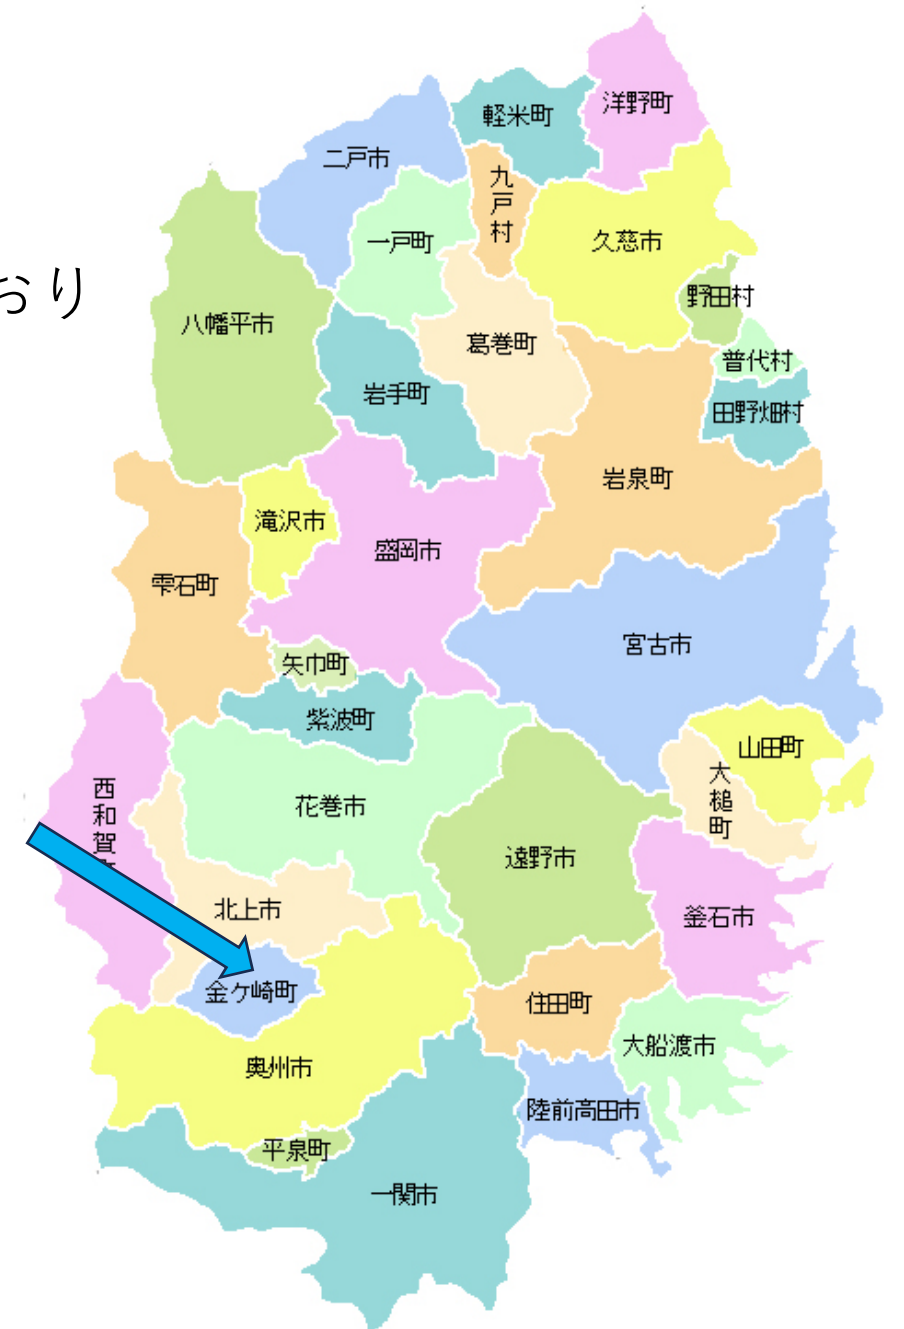 洋野町
軽米町
二戸市
九戸村
一戸町
久慈市
おり
野田村
八幡平市
葛巻町
普代村
岩手町
田野畑村
岩泉町
滝沢市
盛岡市
雫石町
宮古市
矢巾町
紫波町
山田町
大槌町
西和賀町
花巻市
遠野市
北上市
釜石市
金ケ崎町
住田町
大船渡市
奥州市
陸前高田市
平泉町
一関市